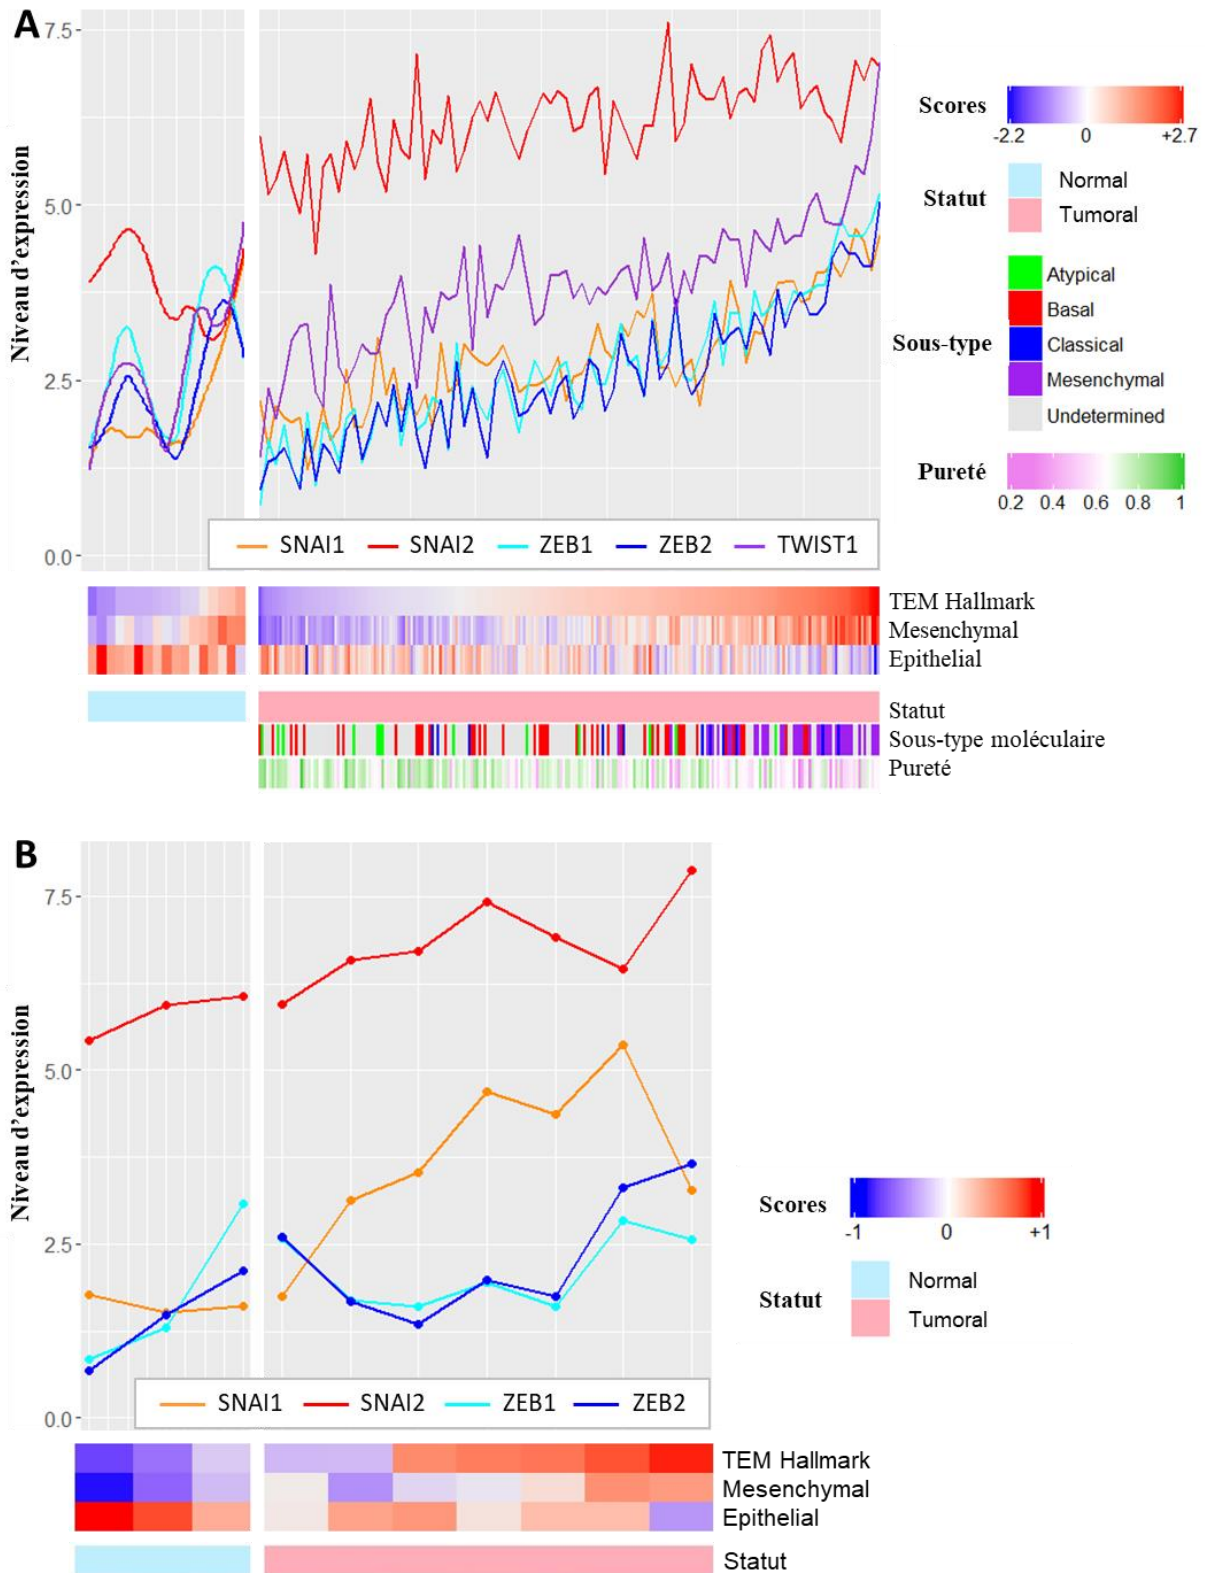 A
7.5
5.0
2.5
0.0
Niveau d’expression
SNAI1 SNAI2 ZEB1 ZEB2 TWIST1
TEM Hallmark
Mesenchymal
Epithelial
Statut
Sous-type moléculaire
Pureté
Scores
-2.2 0 +2.7
Statut
Normal
Tumoral
Sous-type
Atypical
Basal
Classical
Mesenchymal
Undetermined
Pureté
0.2 0.4 0.6 0.8 1
B
7.5
5.0
2.5
0.0
Niveau d’expression
SNAI1 SNAI2 ZEB1 ZEB2
TEM Hallmark
Mesenchymal
Epithelial
Statut
Scores
-1 0 +1
Statut
Normal
Tumoral